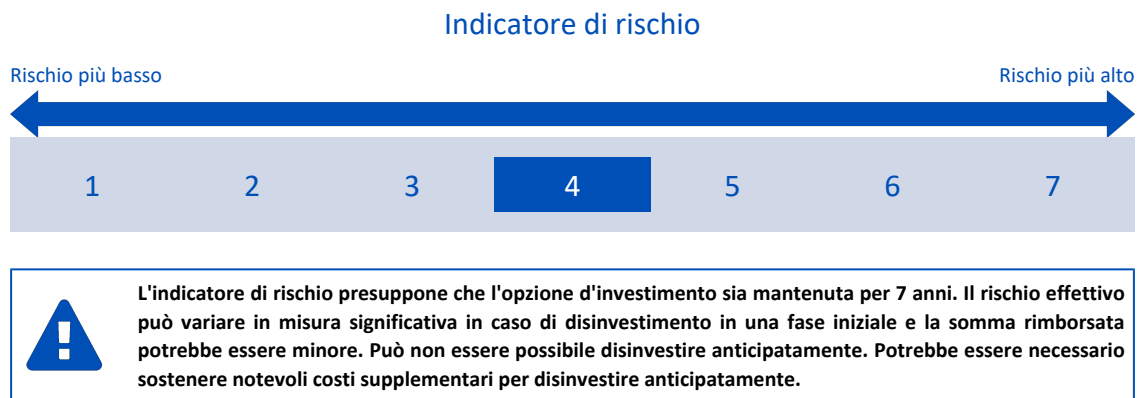 Indicatore di rischio
Rischio più basso
Rischio più alto
1 2 3 4 5 6 7
L'indicatore di rischio presuppone che l'opzione d'investimento sia mantenuta per 7 anni. Il rischio effettivo
può variare in misura significativa in caso di disinvestimento in una fase iniziale e la somma rimborsata
potrebbe essere minore. Può non essere possibile disinvestire anticipatamente. Potrebbe essere necessario
sostenere notevoli costi supplementari per disinvestire anticipatamente.